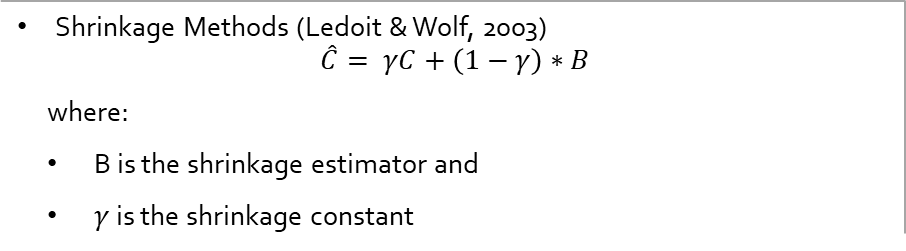 • Shrinkage Methods (Ledoit & Wolf, 2003)
Ĉ = γC + (1 − γ) ∗ B
where:
• B is the shrinkage estimator and
• γ is the shrinkage constant